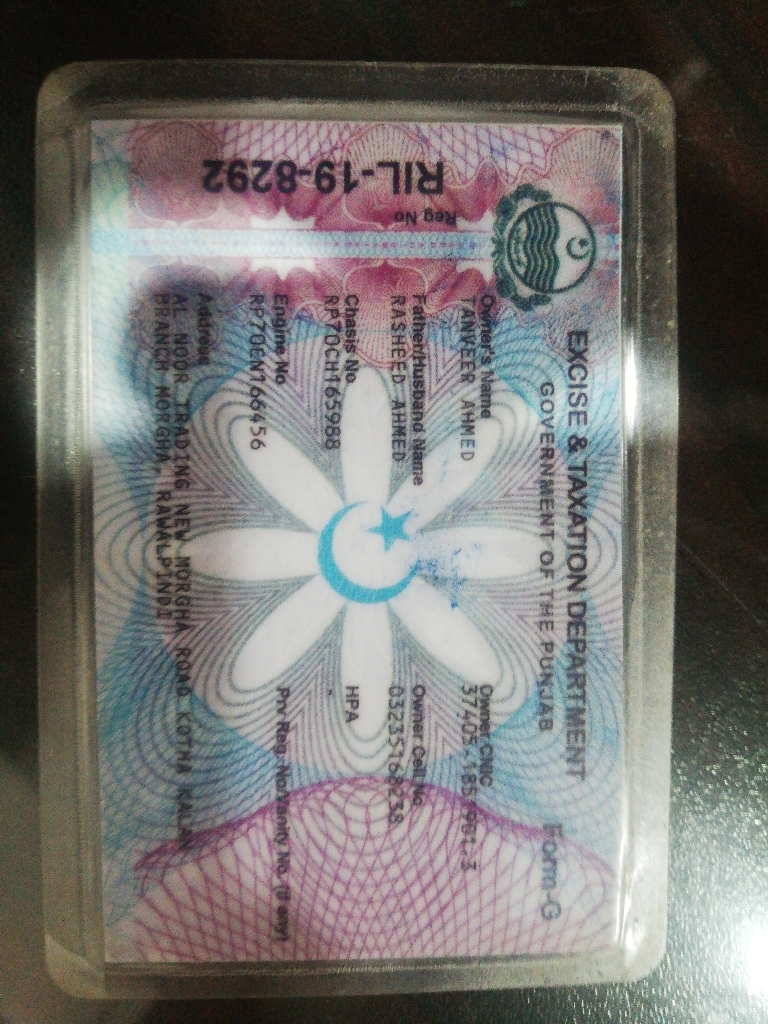 EXCISE & TAXATION DEPARTMENT
GOVERNMENT OF THE PUNJAB
Form-G
Reg No
RIL-19-8292
Owner's Name
TANVEER AHMED
Owner CNIC
Father/Husband Name
RASHEED AHMED
Owner Cell No.
03235168238
Chasis No
RP70CH165988
HPA
-
Engine No
RP70EN166456
Prv Reg. No/Vanity No. (if any)
Address
AL NOOR TRADING NEW MORGHA ROAD KOTHA KALAN
BRANCH MORGHA, RAWALPINDI